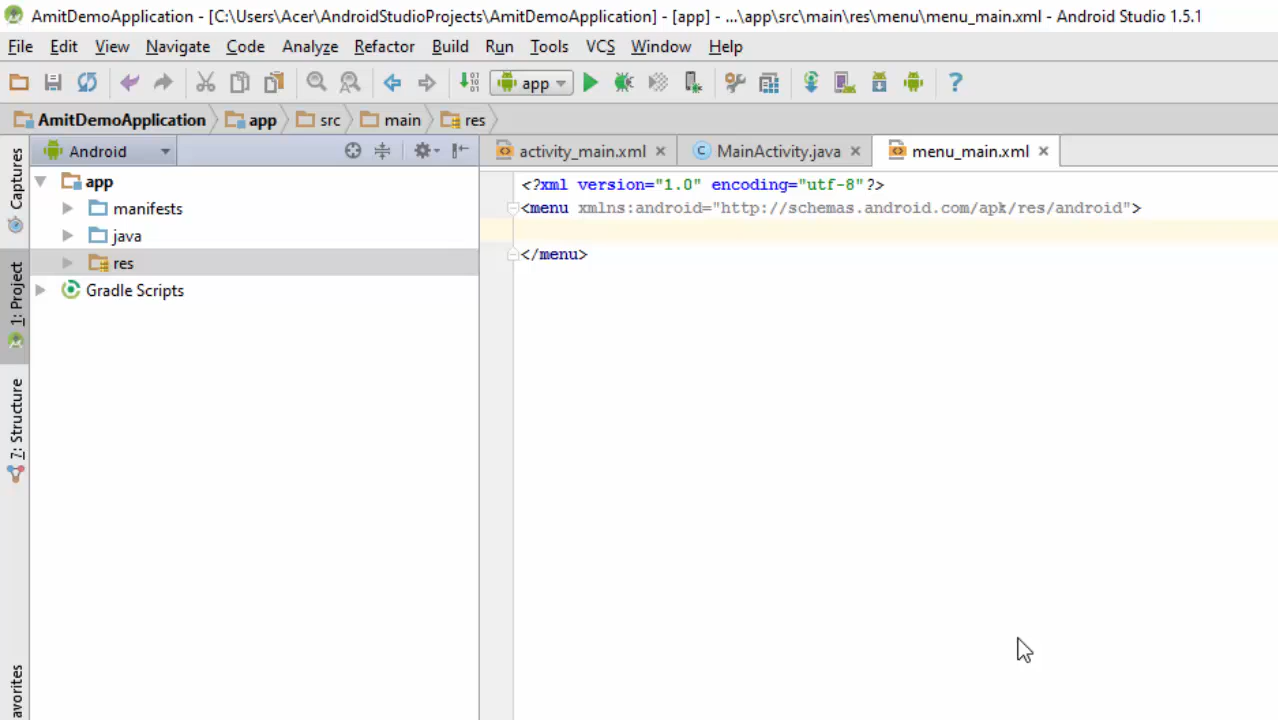 AmitDemoApplication - [C:\Users\Acer\AndroidStudioProjects\AmitDemoApplication] - [app] - ...\app\src\main\res\menu\menu_main.xml - Android Studio 1.5.1
File Edit View Navigate Code Analyze Refactor Build Run Tools VCS Window Help
app ?
AmitDemoApplication app src main res
Android
activity_main.xml MainActivity.java menu_main.xml
Captures
1: Project
7: Structure
avorites
app
manifests
java
res
Gradle Scripts
<?xml version="1.0" encoding="utf-8"?>
<menu xmlns:android="http://schemas.android.com/apk/res/android">
</menu>